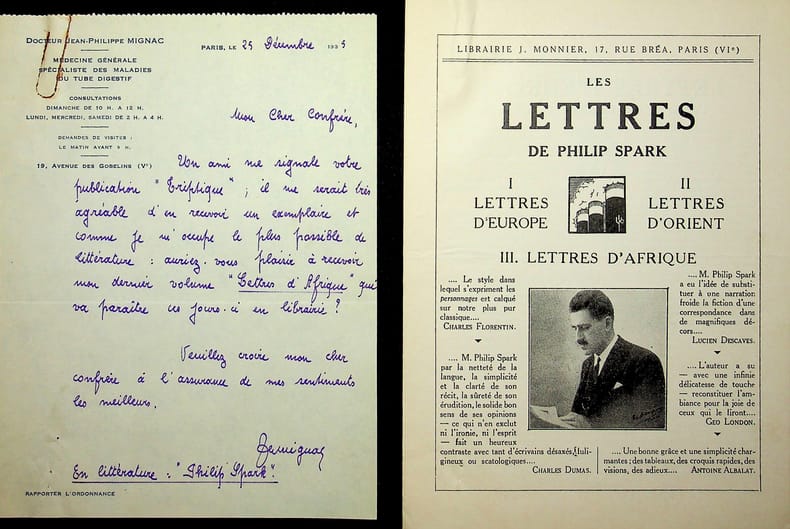 DOCTEUR JEAN-PHILIPPE MIGNAC
MÉDECINE GÉNÉRALE
SPÉCIALISTE DES MALADIES
DU TUBE DIGESTIF
CONSULTATIONS
DIMANCHE DE 10 H. A 12 H.
LUNDI, MERCREDI, SAMEDI DE 2 H. A 4 H.
DEMANDES DE VISITES :
LE MATIN AVANT 9 H.
19, AVENUE DES GOBELINS (Vᵉ)
PARIS, LE 25 Décembre 1935
Mon Cher Confrère,
Un ami me signale votre
publication "Triptique" ; il me serait très
agréable d'en recevoir un exemplaire et
comme je m'occupe le plus possible de
littérature : auriez-vous plaisir à recevoir
mon dernier volume "Lettres d'Afrique" qui
va paraître ces jours-ci en librairie ?
Veuillez croire mon cher
confrère à l'assurance de mes sentiments
les meilleurs.
En littérature : "Philip Spark".
RAPPORTER L'ORDONNANCE
LIBRAIRIE J. MONNIER, 17, RUE BRÉA, PARIS (VIᵉ)
LES
LETTRES
DE PHILIP SPARK
I
LETTRES
D'EUROPE
II
LETTRES
D'ORIENT
III. LETTRES D'AFRIQUE
.... Le style dans
lequel s'expriment les
personnages est calqué
sur notre plus pur
classique....
CHARLES FLORENTIN.
.... M. Philip Spark
par la netteté de la
langue, la simplicité
et la clarté de son
récit, la sûreté de son
érudition, le solide bon
sens de ses opinions
— ce qui n'en exclut
ni l'ironie, ni l'esprit
— fait un heureux
contraste avec tant d'écrivains désaxés, fuli-
gineux ou scatologiques....
CHARLES DUMAS.
.... M. Philip Spark
a eu l'idée de substi-
tuer à une narration
froide la fiction d'une
correspondance dans
de magnifiques dé-
cors....
LUCIEN DESCAVES.
....L'auteur a su
— avec une infinie
délicatesse de touche
— reconstituer l'am-
biance pour la joie de
ceux qui le liront....
GEO LONDON.
.... Une bonne grâce et une simplicité char-
mantes ; des tableaux, des croquis rapides, des
visions, des adieux.... ANTOINE ALBALAT.